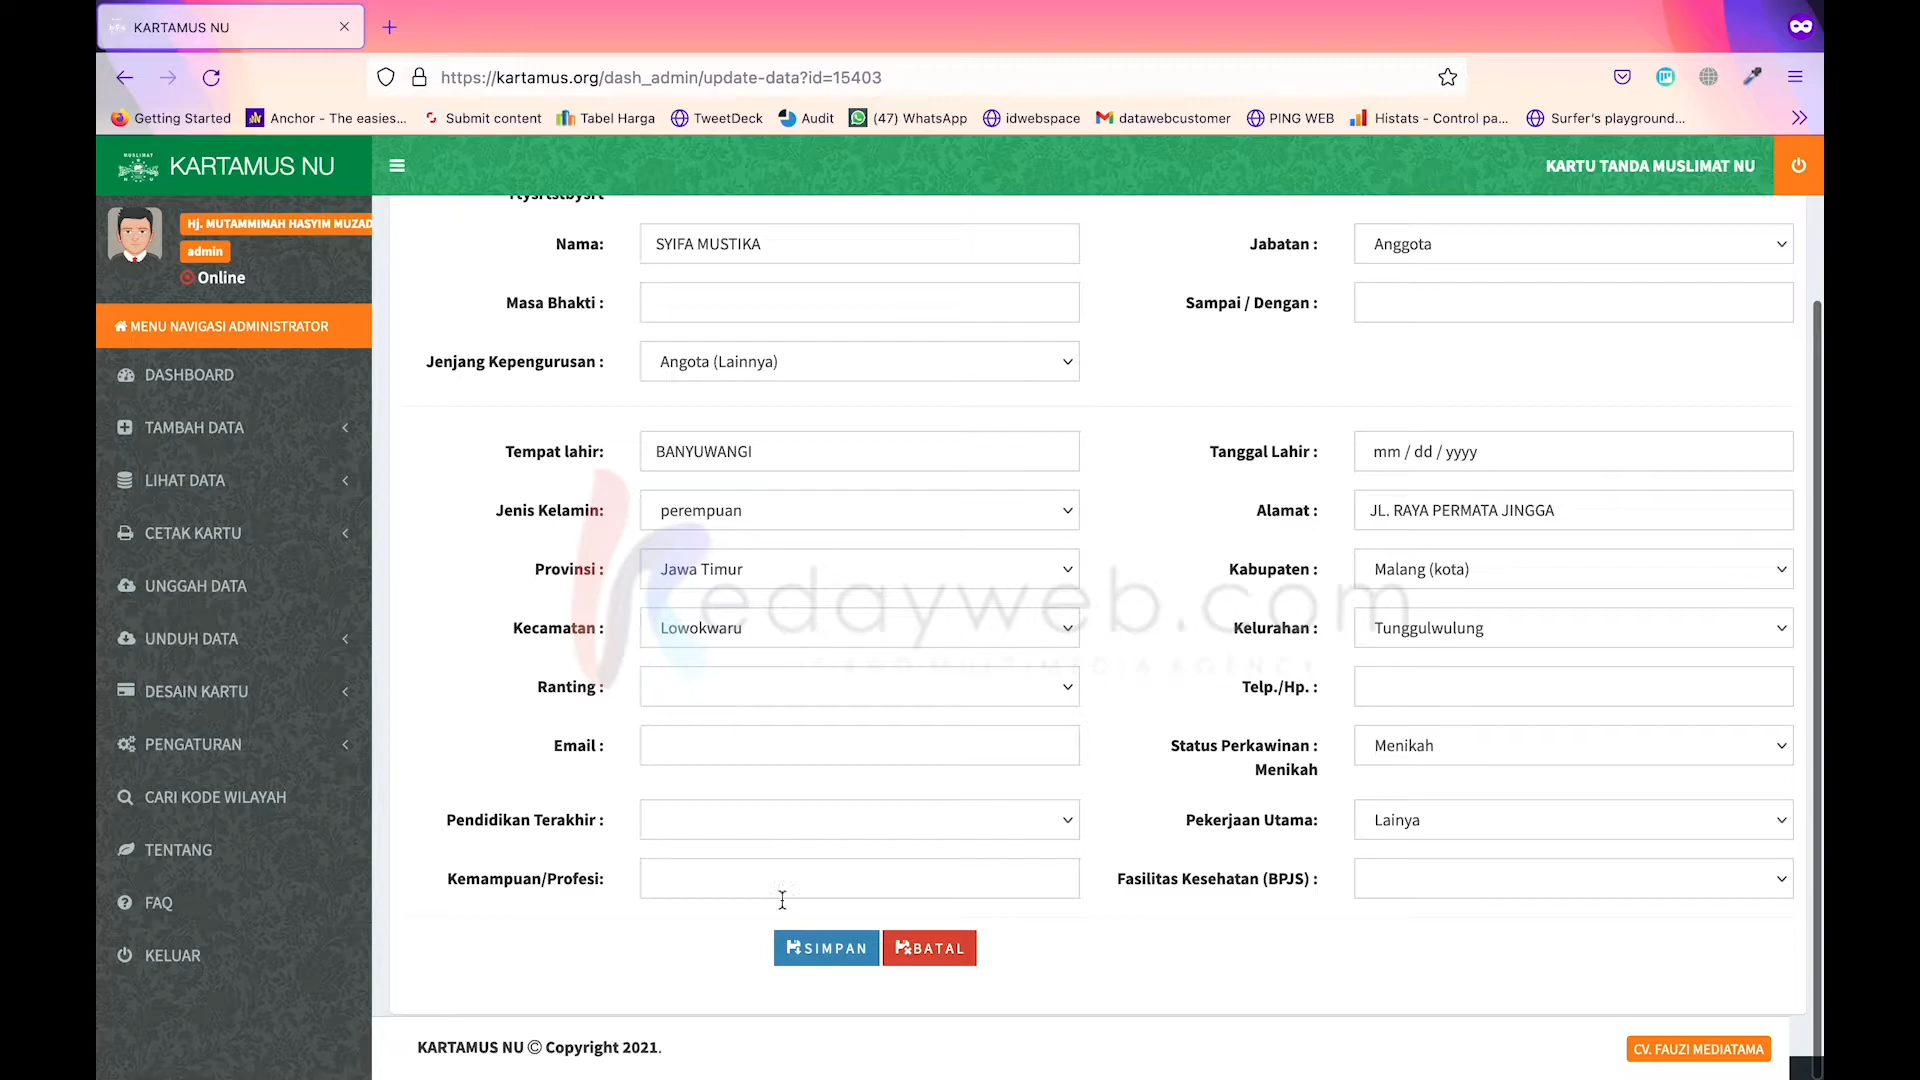 KARTAMUS NU
https://kartamus.org/dash_admin/update-data?id=15403
Getting Started
Anchor - The easies...
Submit content
Tabel Harga
TweetDeck
Audit
(47) WhatsApp
idwebspace
datawebcustomer
PING WEB
Histats - Control pa...
Surfer's playground...
MUSLIMAT
KARTAMUS NU
KARTU TANDA MUSLIMAT NU
Hj. MUTAMMIMAH HASYIM MUZAD
admin
Online
MENU NAVIGASI ADMINISTRATOR
DASHBOARD
TAMBAH DATA
LIHAT DATA
CETAK KARTU
UNGGAH DATA
UNDUH DATA
DESAIN KARTU
PENGATURAN
CARI KODE WILAYAH
TENTANG
FAQ
KELUAR
Nama: SYIFA MUSTIKA
Jabatan : Anggota
Masa Bhakti :
Sampai / Dengan :
Jenjang Kepengurusan : Angota (Lainnya)
Tempat lahir: BANYUWANGI
Tanggal Lahir : mm / dd / yyyy
Jenis Kelamin: perempuan
Alamat : JL. RAYA PERMATA JINGGA
Provinsi : Jawa Timur
Kabupaten : Malang (kota)
kedayweb.com
Kecamatan : Lowokwaru
Kelurahan : Tunggulwulung
Ranting :
Telp./Hp. :
Email :
Status Perkawinan : Menikah
Menikah
Pendidikan Terakhir :
Pekerjaan Utama: Lainya
Kemampuan/Profesi:
Fasilitas Kesehatan (BPJS) :
SIMPAN
BATAL
KARTAMUS NU © Copyright 2021.
CV. FAUZI MEDIATAMA